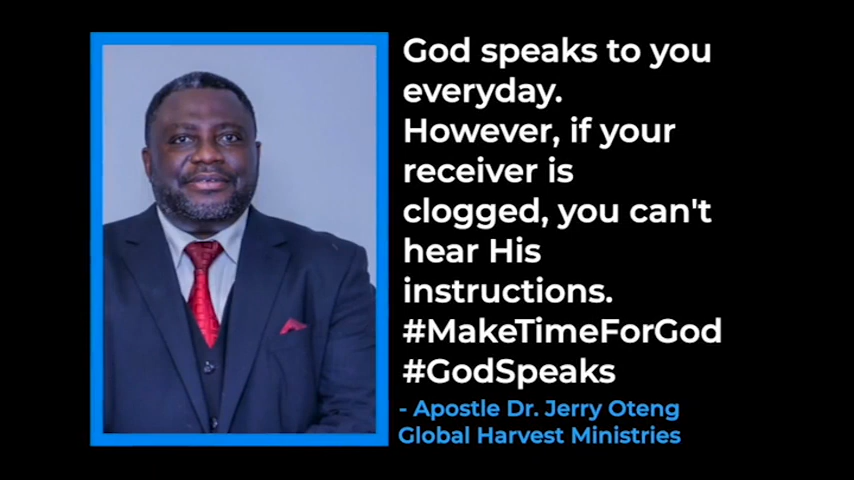 God speaks to you
everyday.
However, if your
receiver is
clogged, you can't
hear His
instructions.
#MakeTimeForGod
#GodSpeaks
- Apostle Dr. Jerry Oteng
Global Harvest Ministries